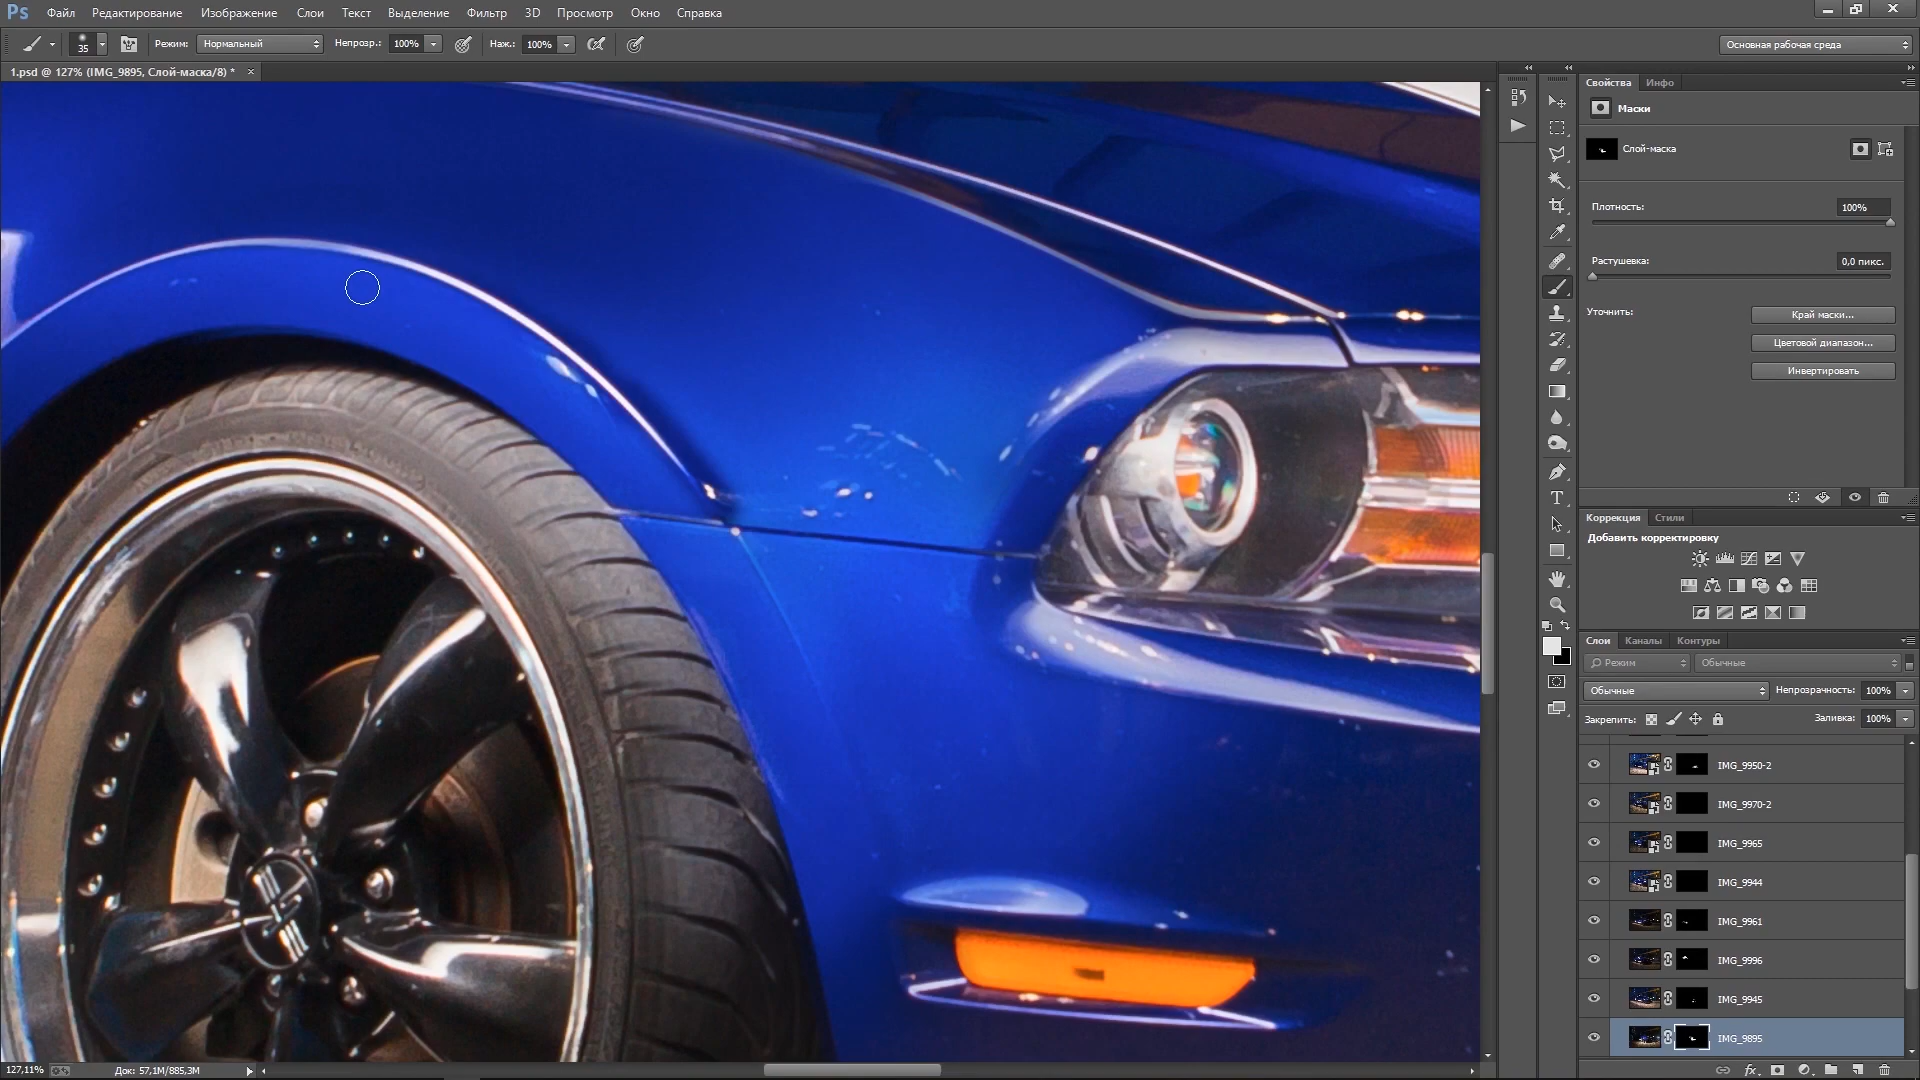 Ps Файл Редактирование Изображение Слои Текст Выделение Фильтр 3D Просмотр Окно Справка
35 Режим: Нормальный Непрозр.: 100% Наж.: 100% Основная рабочая среда
1.psd @ 127% (IMG_9895, Слой-маска/8) * ×
Свойства Инфо
Маски
Слой-маска
Плотность: 100%
Растушевка: 0,0 пикс.
Уточнить: Край маски...
Цветовой диапазон...
Инвертировать
Коррекция Стили
Добавить корректировку
Слои Каналы Контуры
Режим Обычные
Обычные Непрозрачность: 100%
Закрепить: Заливка: 100%
IMG_9950-2
IMG_9970-2
IMG_9965
IMG_9944
IMG_9961
IMG_9996
IMG_9945
IMG_9895
127,11% Док: 57,1M/885,3M